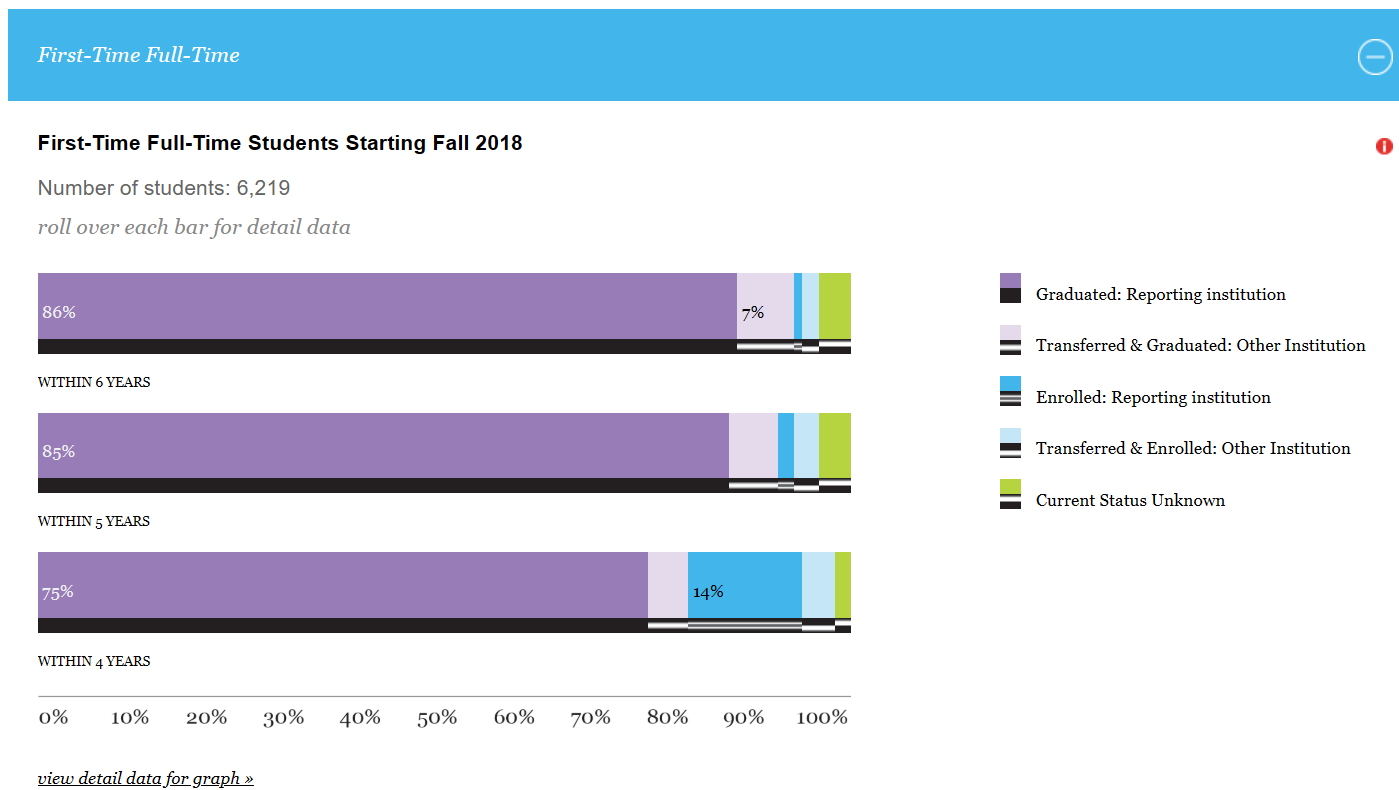 First-Time Full-Time
First-Time Full-Time Students Starting Fall 2018
Number of students: 6,219
roll over each bar for detail data
86%
7%
WITHIN 6 YEARS
85%
WITHIN 5 YEARS
75%
14%
WITHIN 4 YEARS
0% 10% 20% 30% 40% 50% 60% 70% 80% 90% 100%
view detail data for graph »
Graduated: Reporting institution
Transferred & Graduated: Other Institution
Enrolled: Reporting institution
Transferred & Enrolled: Other Institution
Current Status Unknown